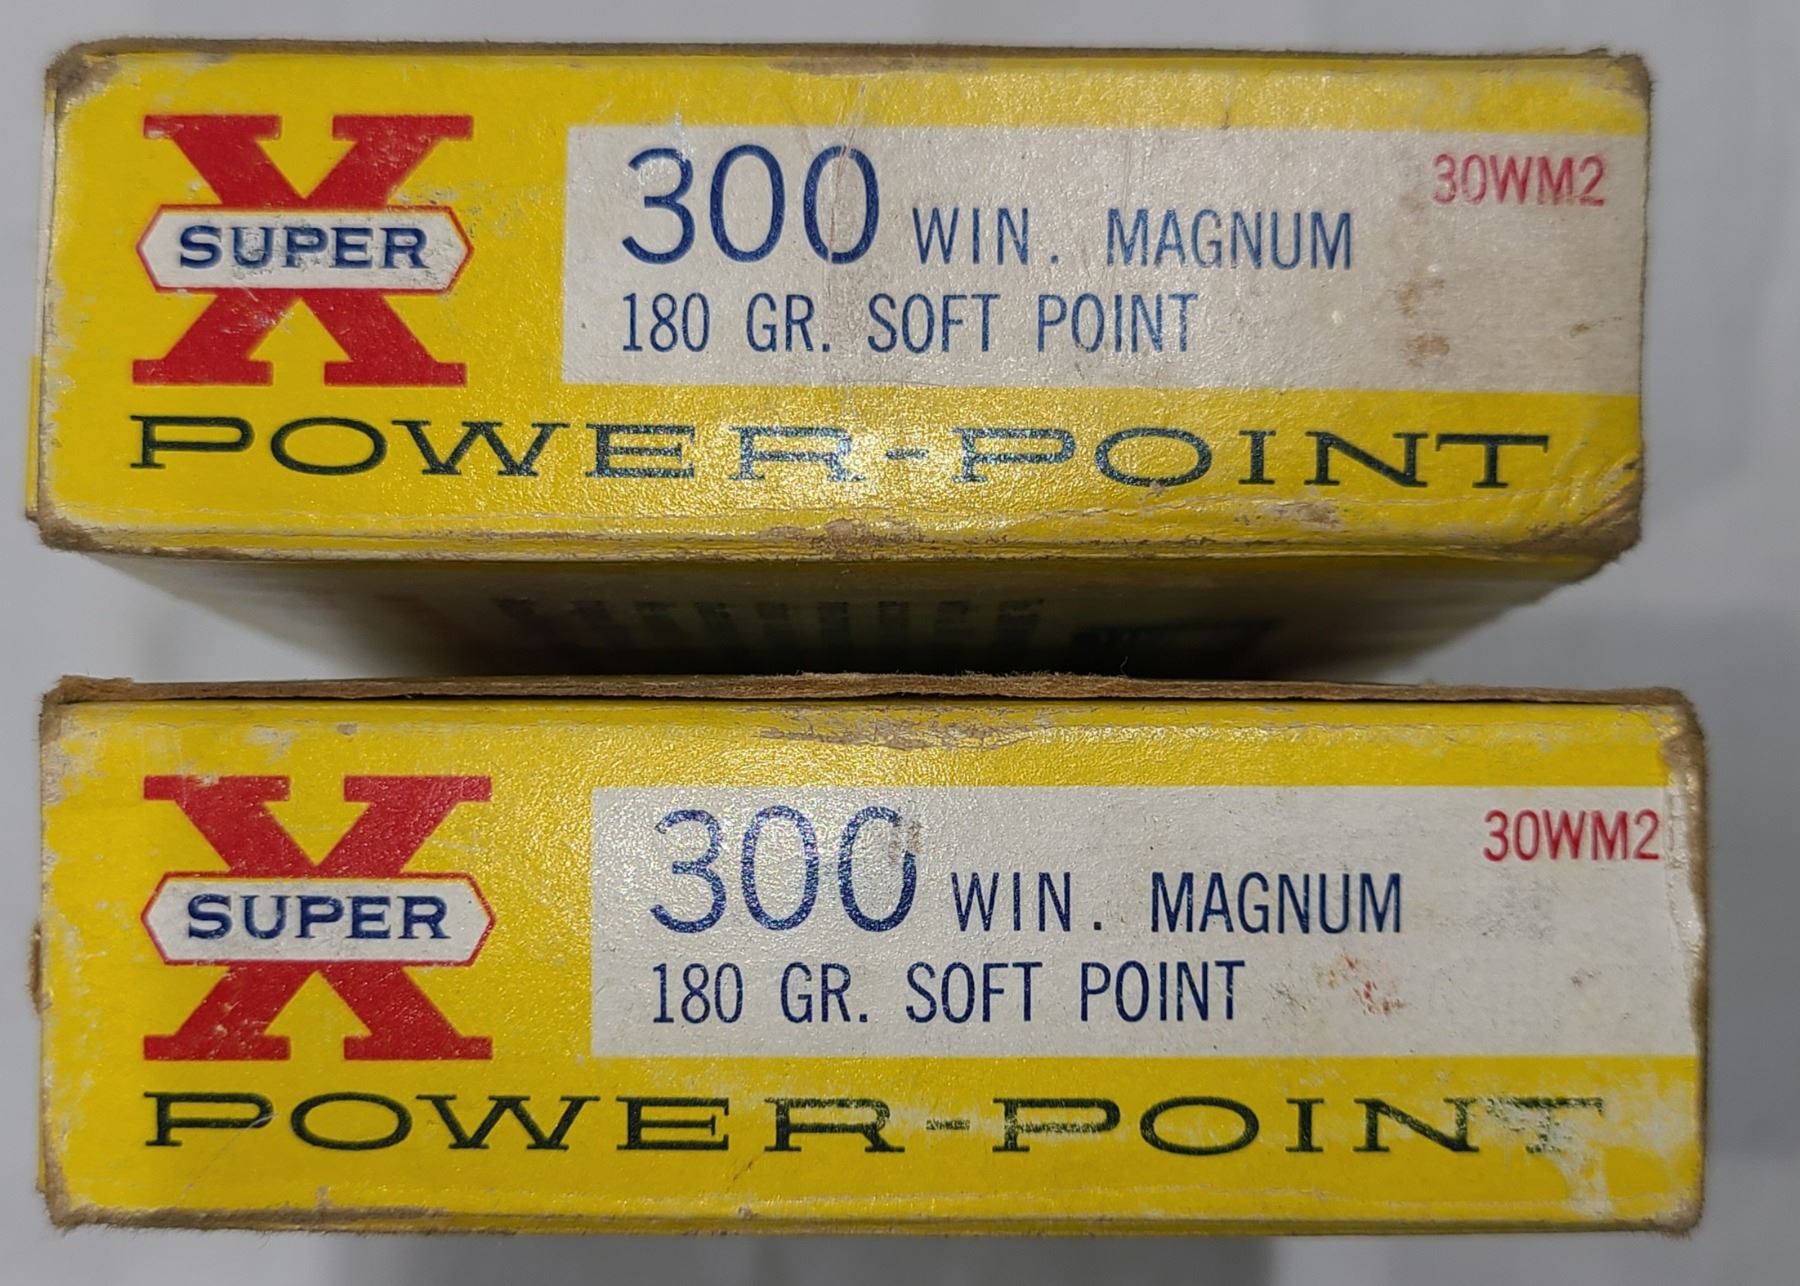 X
SUPER
300 WIN. MAGNUM
30WM2
180 GR. SOFT POINT
POWER-POINT
X
SUPER
300 WIN. MAGNUM
30WM2
180 GR. SOFT POINT
POWER-POINT